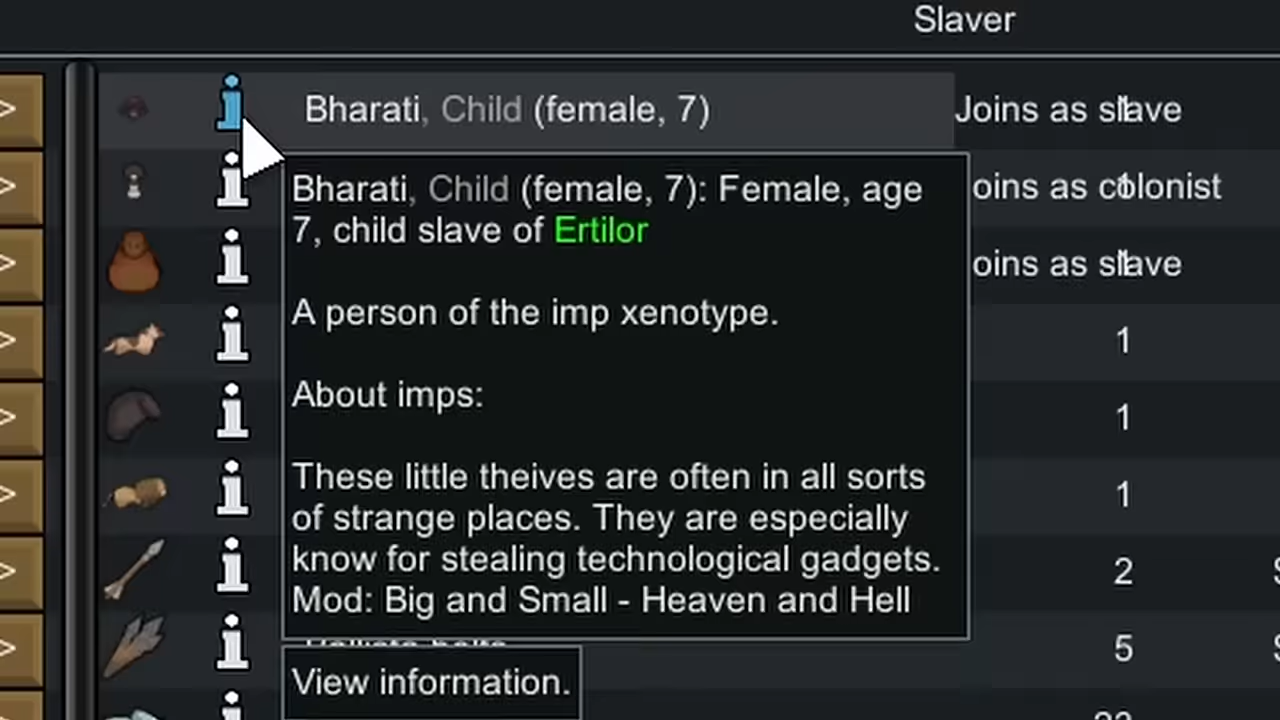 Slaver
Bharati, Child (female, 7)
Joins as slave
Bharati, Child (female, 7): Female, age
7, child slave of Ertilor
A person of the imp xenotype.
About imps:
These little theives are often in all sorts
of strange places. They are especially
know for stealing technological gadgets.
Mod: Big and Small - Heaven and Hell
View information.
oins as colonist
oins as slave
1
1
1
2
5